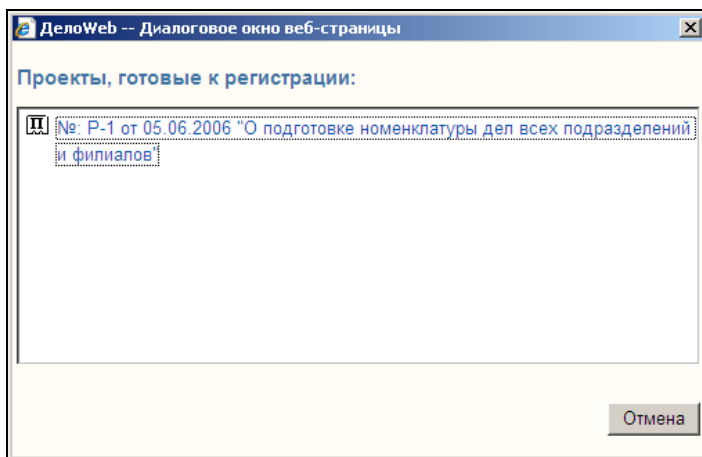 ДелоWeb -- Диалоговое окно веб-страницы
Проекты, готовые к регистрации:
П №: Р-1 от 05.06.2006 "О подготовке номенклатуры дел всех подразделений
и филиалов"
Отмена